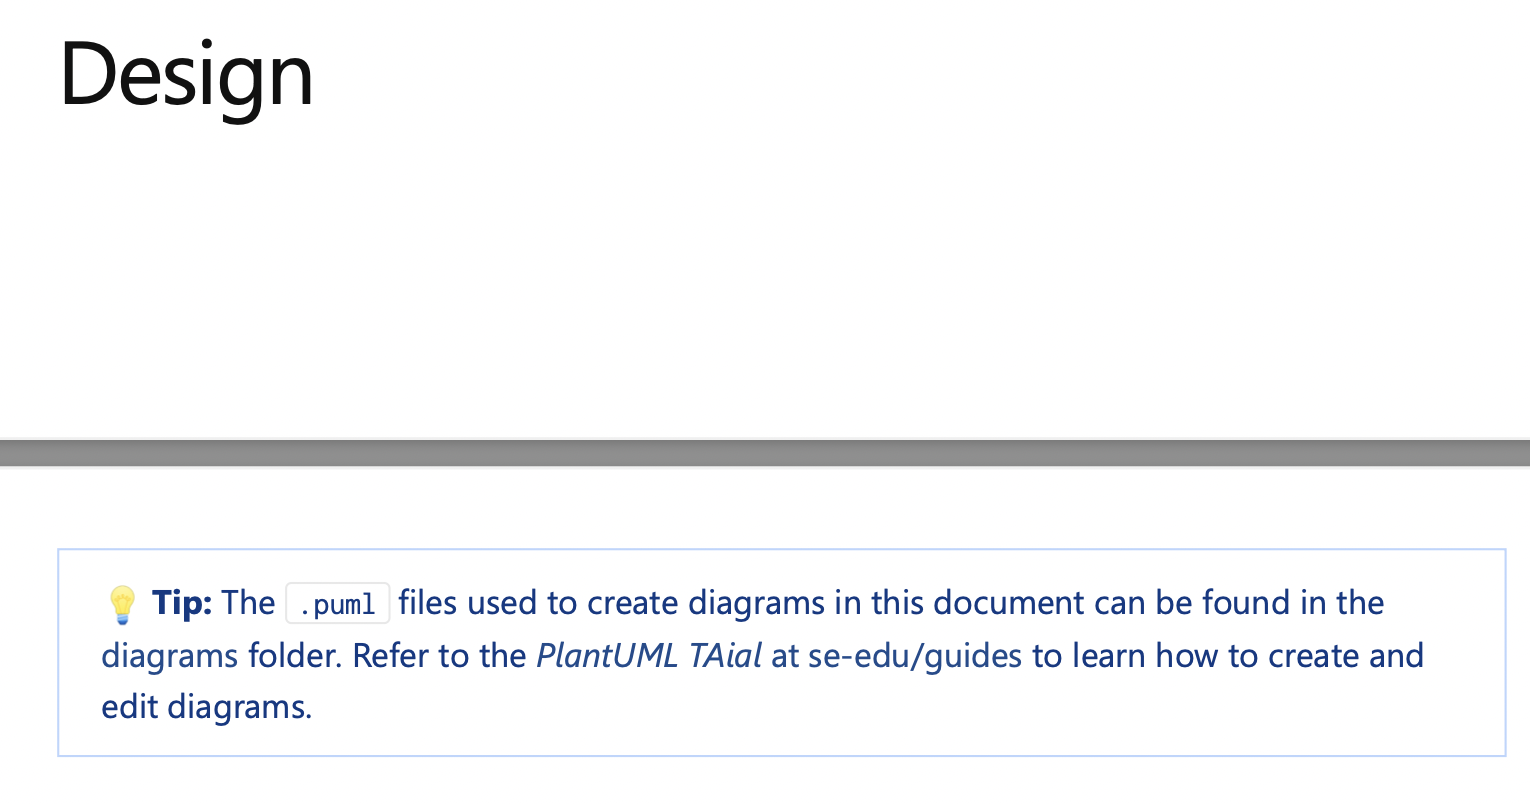 Design
Tip: The .puml files used to create diagrams in this document can be found in the
diagrams folder. Refer to the PlantUML TAial at se-edu/guides to learn how to create and
edit diagrams.